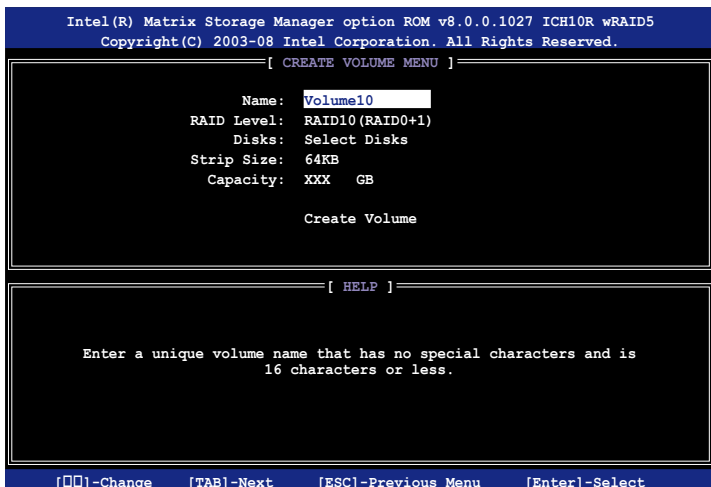 Intel(R) Matrix Storage Manager option ROM v8.0.0.1027 ICH10R wRAID5
Copyright(C) 2003-08 Intel Corporation. All Rights Reserved.
[ CREATE VOLUME MENU ]
Name: Volume10
RAID Level: RAID10(RAID0+1)
Disks: Select Disks
Strip Size: 64KB
Capacity: XXX GB
Create Volume
[ HELP ]
Enter a unique volume name that has no special characters and is
16 characters or less.
[▯▯]-Change [TAB]-Next [ESC]-Previous Menu [Enter]-Select